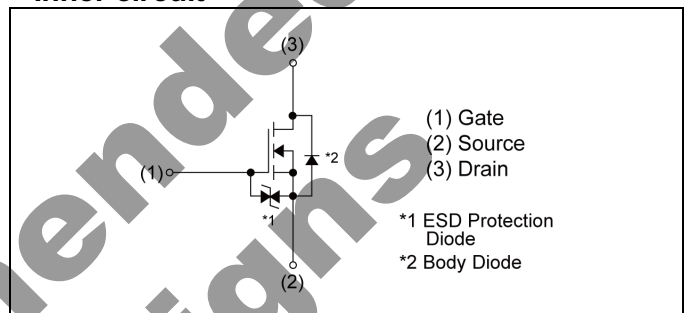 (3)
(1) Gate
(2) Source
(3) Drain
*2
(1)
*1
*1 ESD Protection
Diode
*2 Body Diode
(2)